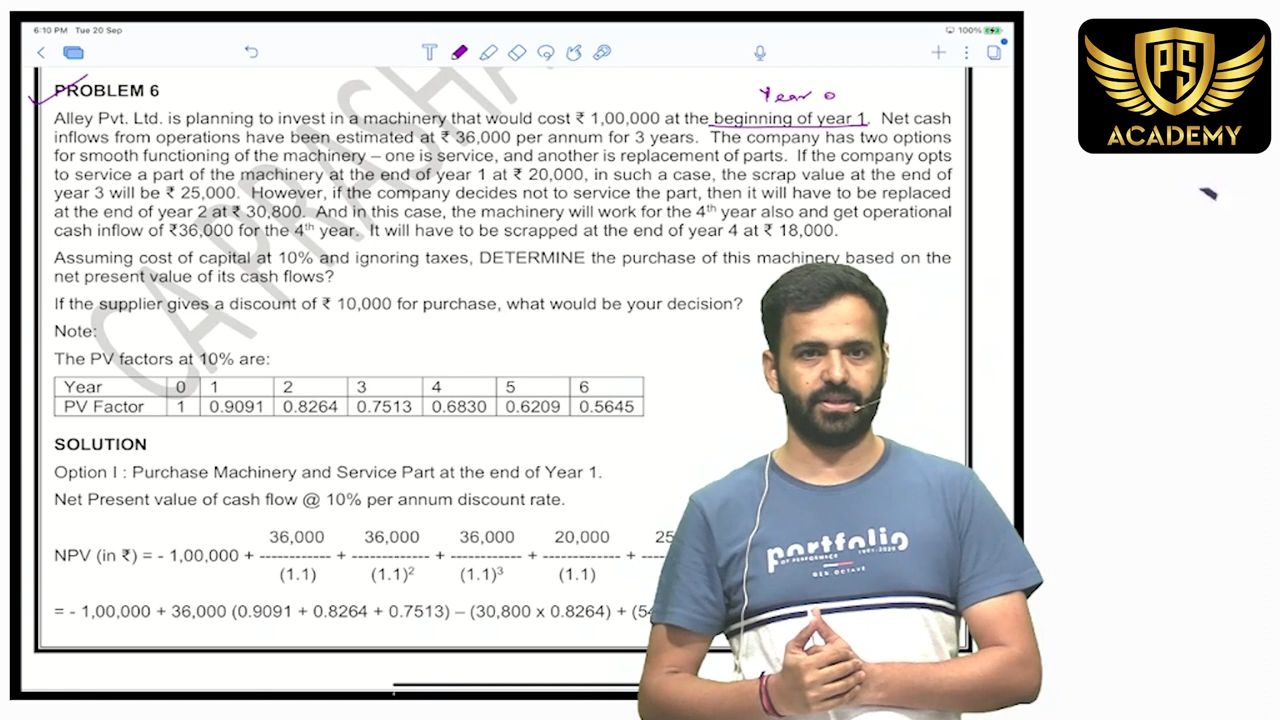 6:10 PM Tue 20 Sep
100%
PS
ACADEMY
PROBLEM 6
Year 0
Alley Pvt. Ltd. is planning to invest in a machinery that would cost ₹ 1,00,000 at the beginning of year 1. Net cash
inflows from operations have been estimated at ₹ 36,000 per annum for 3 years. The company has two options
for smooth functioning of the machinery – one is service, and another is replacement of parts. If the company opts
to service a part of the machinery at the end of year 1 at ₹ 20,000, in such a case, the scrap value at the end of
year 3 will be ₹ 25,000. However, if the company decides not to service the part, then it will have to be replaced
at the end of year 2 at ₹ 30,800. And in this case, the machinery will work for the 4th year also and get operational
cash inflow of ₹36,000 for the 4th year. It will have to be scrapped at the end of year 4 at ₹ 18,000.
Assuming cost of capital at 10% and ignoring taxes, DETERMINE the purchase of this machinery based on the
net present value of its cash flows?
If the supplier gives a discount of ₹ 10,000 for purchase, what would be your decision?
Note:
The PV factors at 10% are:
Year 0 1 2 3 4 5 6
PV Factor 1 0.9091 0.8264 0.7513 0.6830 0.6209 0.5645
SOLUTION
Option I : Purchase Machinery and Service Part at the end of Year 1.
Net Present value of cash flow @ 10% per annum discount rate.
36,000 36,000 36,000 20,000 25
NPV (in ₹) = - 1,00,000 + ------------ + ------------ + ------------ + ------------ + ---
(1.1) (1.1)² (1.1)³ (1.1)
= - 1,00,000 + 36,000 (0.9091 + 0.8264 + 0.7513) – (30,800 x 0.8264) + (54
CA PRASHA
portfolio
OF PERFORMACE 1991-2020
GEN.OCTAVE